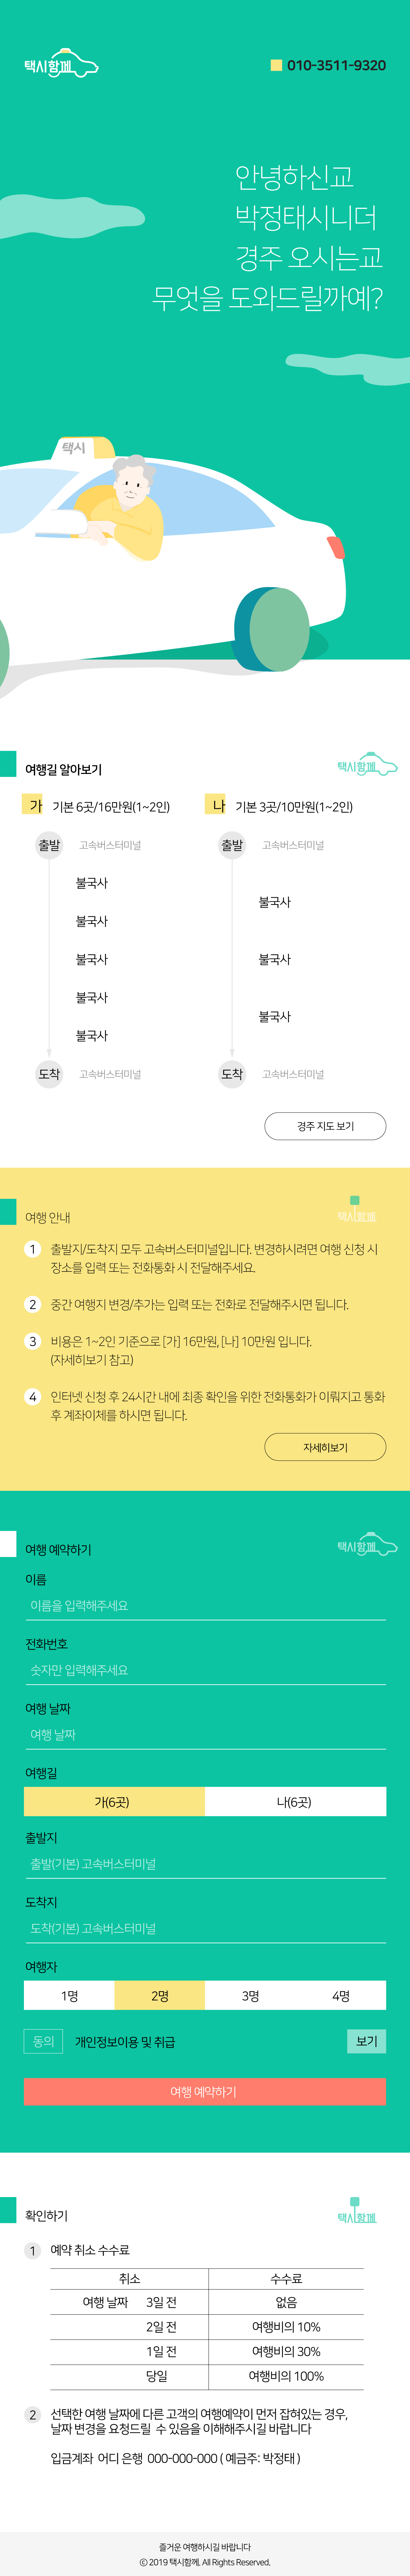 택시함께
010-3511-9320
안녕하신교
박정태시니더
경주 오시는교
무엇을 도와드릴까예?
택시
여행길 알아보기
택시함께
가 기본 6곳/16만원(1~2인)
나 기본 3곳/10만원(1~2인)
출발 고속버스터미널
불국사
불국사
불국사
불국사
불국사
도착 고속버스터미널
출발 고속버스터미널
불국사
불국사
불국사
도착 고속버스터미널
경주 지도 보기
여행 안내
택시함께
1 출발지/도착지 모두 고속버스터미널입니다. 변경하시려면 여행 신청 시
장소를 입력 또는 전화통화 시 전달해주세요.
2 중간 여행지 변경/추가는 입력 또는 전화로 전달해주시면 됩니다.
3 비용은 1~2인 기준으로 [가] 16만원, [나] 10만원 입니다.
(자세히보기 참고)
4 인터넷 신청 후 24시간 내에 최종 확인을 위한 전화통화가 이뤄지고 통화
후 계좌이체를 하시면 됩니다.
자세히보기
여행 예약하기
택시함께
이름
이름을 입력해주세요
전화번호
숫자만 입력해주세요
여행 날짜
여행 날짜
여행길
가(6곳) 나(6곳)
출발지
출발(기본) 고속버스터미널
도착지
도착(기본) 고속버스터미널
여행자
1명 2명 3명 4명
동의 개인정보이용 및 취급 보기
여행 예약하기
확인하기
택시함께
1 예약 취소 수수료
취소 수수료
여행 날짜 3일 전 없음
2일 전 여행비의 10%
1일 전 여행비의 30%
당일 여행비의 100%
2 선택한 여행 날짜에 다른 고객의 여행예약이 먼저 잡혀있는 경우,
날짜 변경을 요청드릴 수 있음을 이해해주시길 바랍니다
입금계좌 어디 은행 000-000-000 ( 예금주: 박정태 )
즐거운 여행하시길 바랍니다
ⓒ 2019 택시함께. All Rights Reserved.